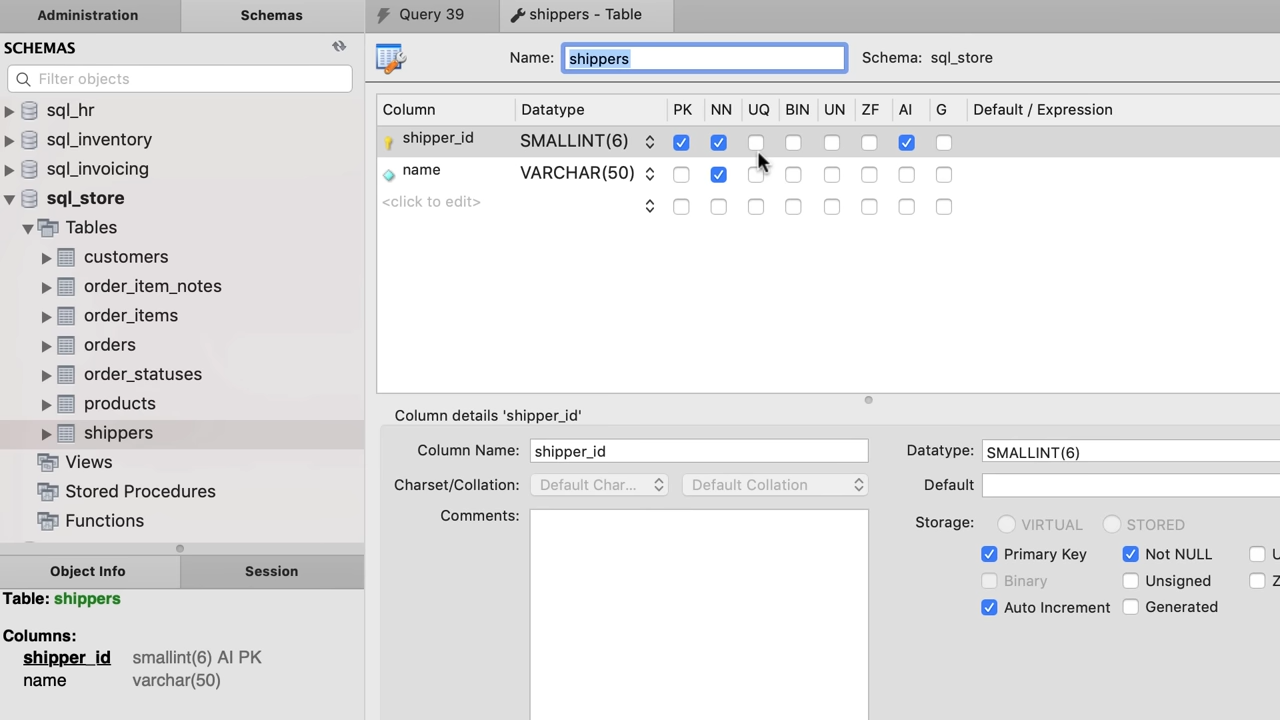 Administration
Schemas
Query 39
shippers - Table
SCHEMAS
Name:
shippers
Schema: sql_store
Filter objects
Column
Datatype
PK
NN
UQ
BIN
UN
ZF
AI
G
Default / Expression
shipper_id
SMALLINT(6)
name
VARCHAR(50)
<click to edit>
sql_hr
sql_inventory
sql_invoicing
sql_store
Tables
customers
order_item_notes
order_items
orders
order_statuses
products
shippers
Views
Stored Procedures
Functions
Column details 'shipper_id'
Column Name:
shipper_id
Datatype:
SMALLINT(6)
Charset/Collation:
Default Char...
Default Collation
Default
Comments:
Storage:
VIRTUAL
STORED
Primary Key
Not NULL
U
Binary
Unsigned
Z
Auto Increment
Generated
Object Info
Session
Table: shippers
Columns:
shipper_id smallint(6) AI PK
name varchar(50)